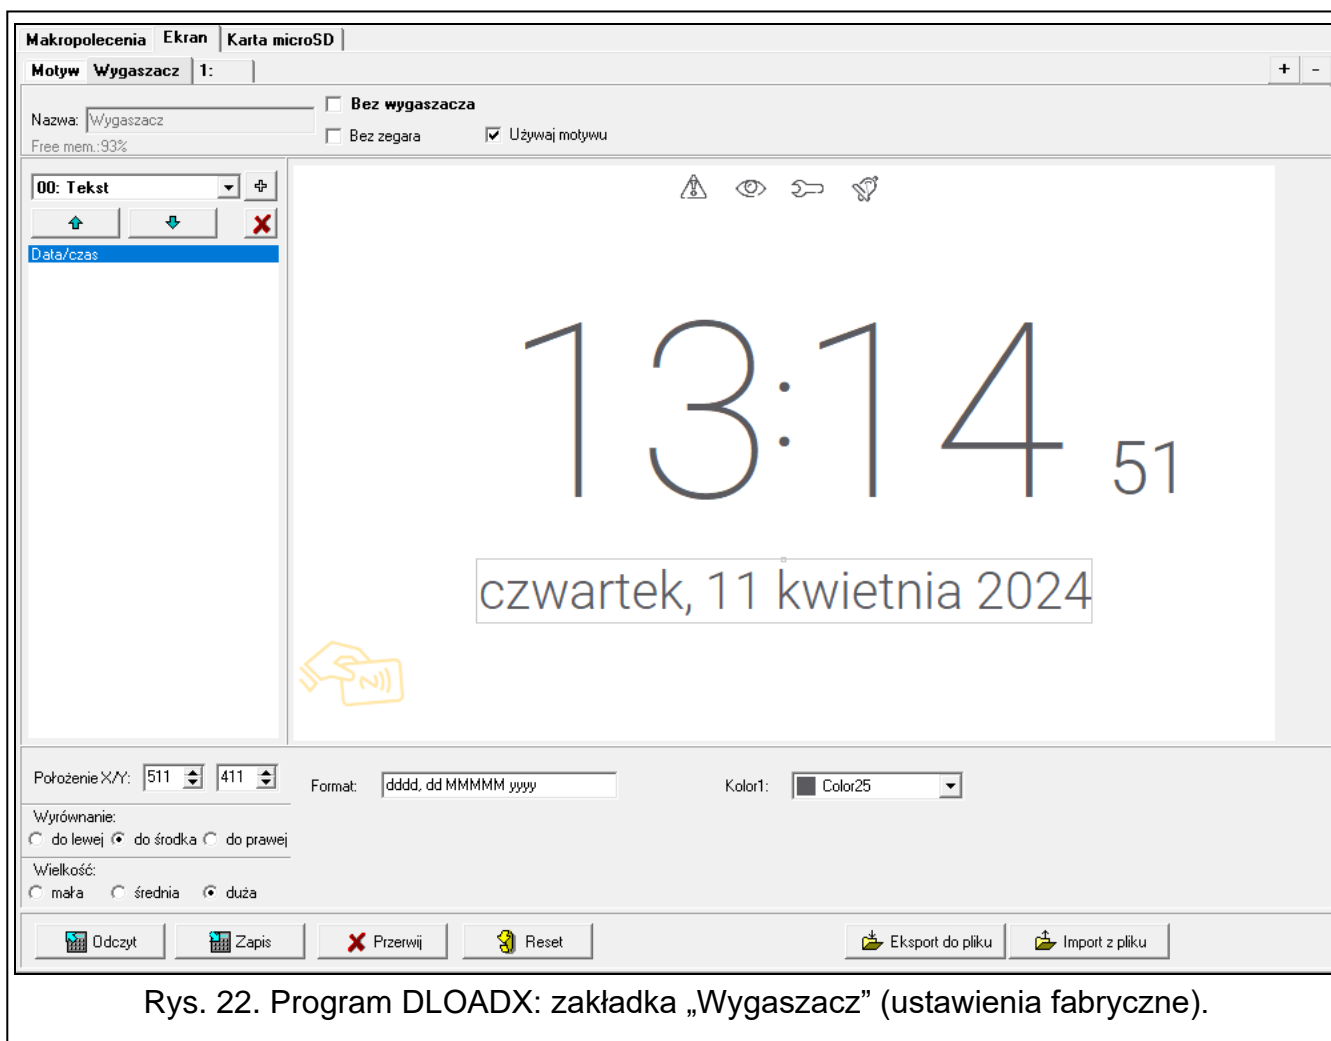 Makropolecenia Ekran Karta microSD
Motyw Wygaszacz 1: + -
Nazwa: Wygaszacz Bez wygaszacza
Free mem.:93% Bez zegara Używaj motywu
00: Tekst
Data/czas
13:14 51
czwartek, 11 kwietnia 2024
Położenie X/Y: 511 411 Format: dddd, dd MMMMM yyyy Kolor1: Color25
Wyrównanie:
do lewej do środka do prawej
Wielkość:
mała średnia duża
Odczyt Zapis Przerwij Reset Eksport do pliku Import z pliku
Rys. 22. Program DLOADX: zakładka „Wygaszacz” (ustawienia fabryczne).